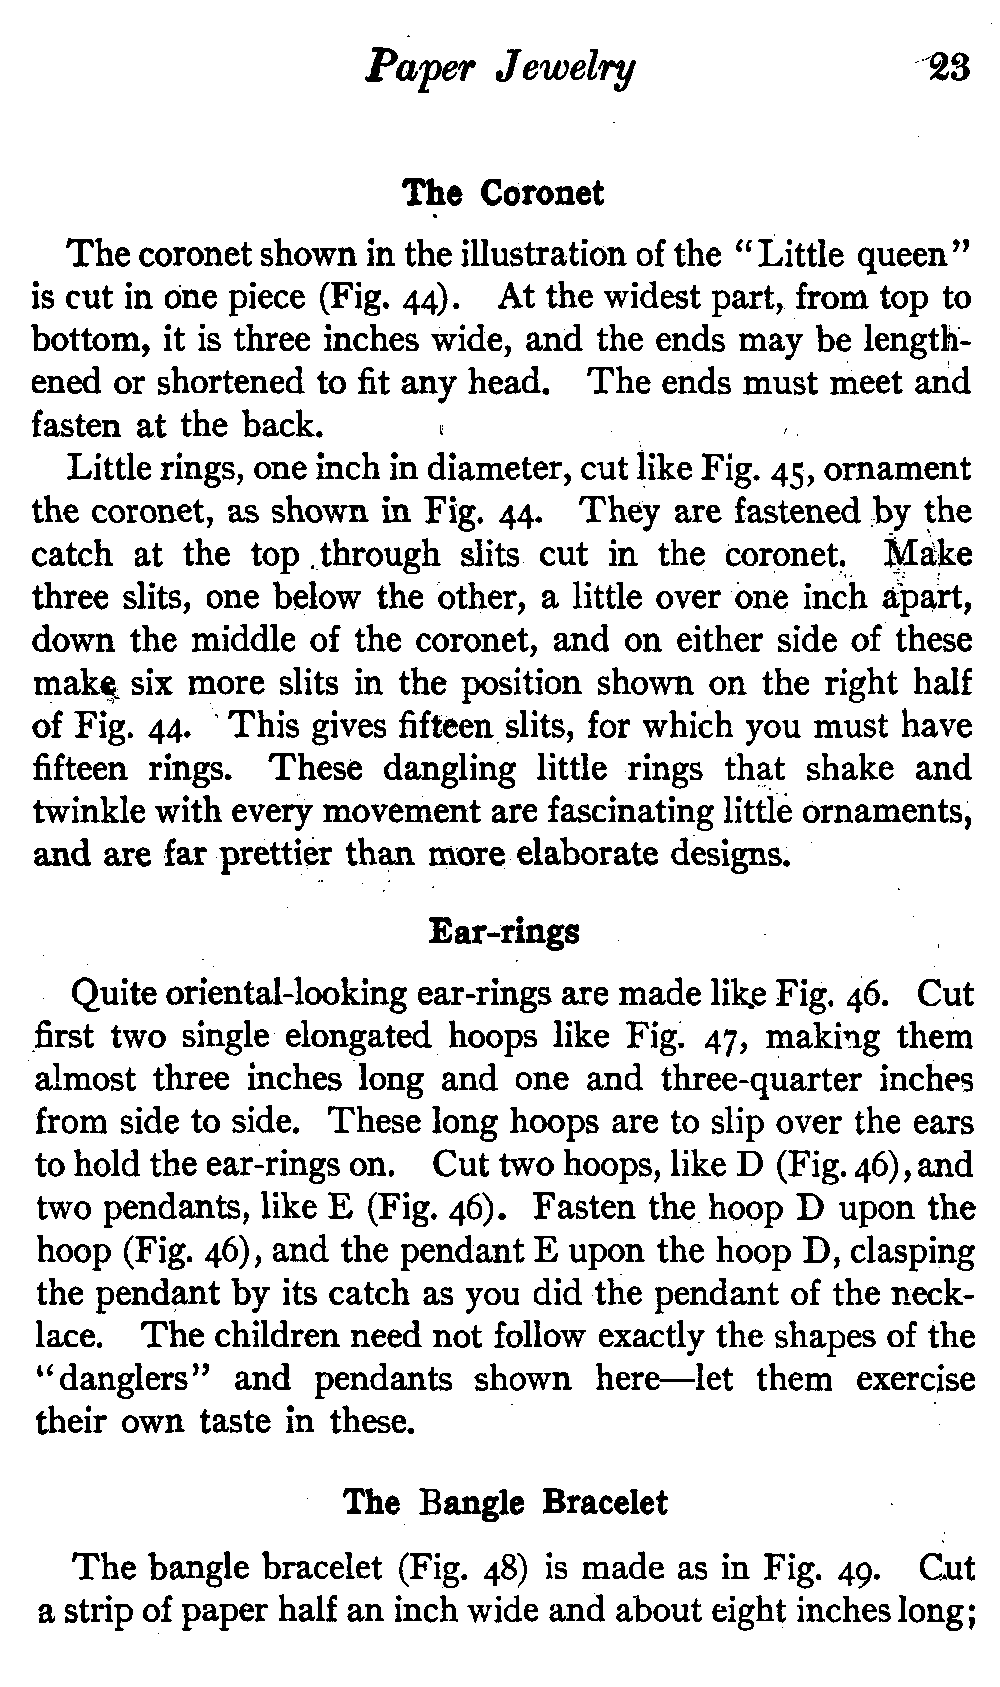 Paper Jewelry 23
The Coronet
The coronet shown in the illustration of the "Little queen"
is cut in one piece (Fig. 44). At the widest part, from top to
bottom, it is three inches wide, and the ends may be length-
ened or shortened to fit any head. The ends must meet and
fasten at the back.
Little rings, one inch in diameter, cut like Fig. 45, ornament
the coronet, as shown in Fig. 44. They are fastened by the
catch at the top through slits cut in the coronet. Make
three slits, one below the other, a little over one inch apart,
down the middle of the coronet, and on either side of these
make six more slits in the position shown on the right half
of Fig. 44. This gives fifteen slits, for which you must have
fifteen rings. These dangling little rings that shake and
twinkle with every movement are fascinating little ornaments,
and are far prettier than more elaborate designs.
Ear-rings
Quite oriental-looking ear-rings are made like Fig. 46. Cut
first two single elongated hoops like Fig. 47, making them
almost three inches long and one and three-quarter inches
from side to side. These long hoops are to slip over the ears
to hold the ear-rings on. Cut two hoops, like D (Fig. 46), and
two pendants, like E (Fig. 46). Fasten the hoop D upon the
hoop (Fig. 46), and the pendant E upon the hoop D, clasping
the pendant by its catch as you did the pendant of the neck-
lace. The children need not follow exactly the shapes of the
"danglers" and pendants shown here—let them exercise
their own taste in these.
The Bangle Bracelet
The bangle bracelet (Fig. 48) is made as in Fig. 49. Cut
a strip of paper half an inch wide and about eight inches long;